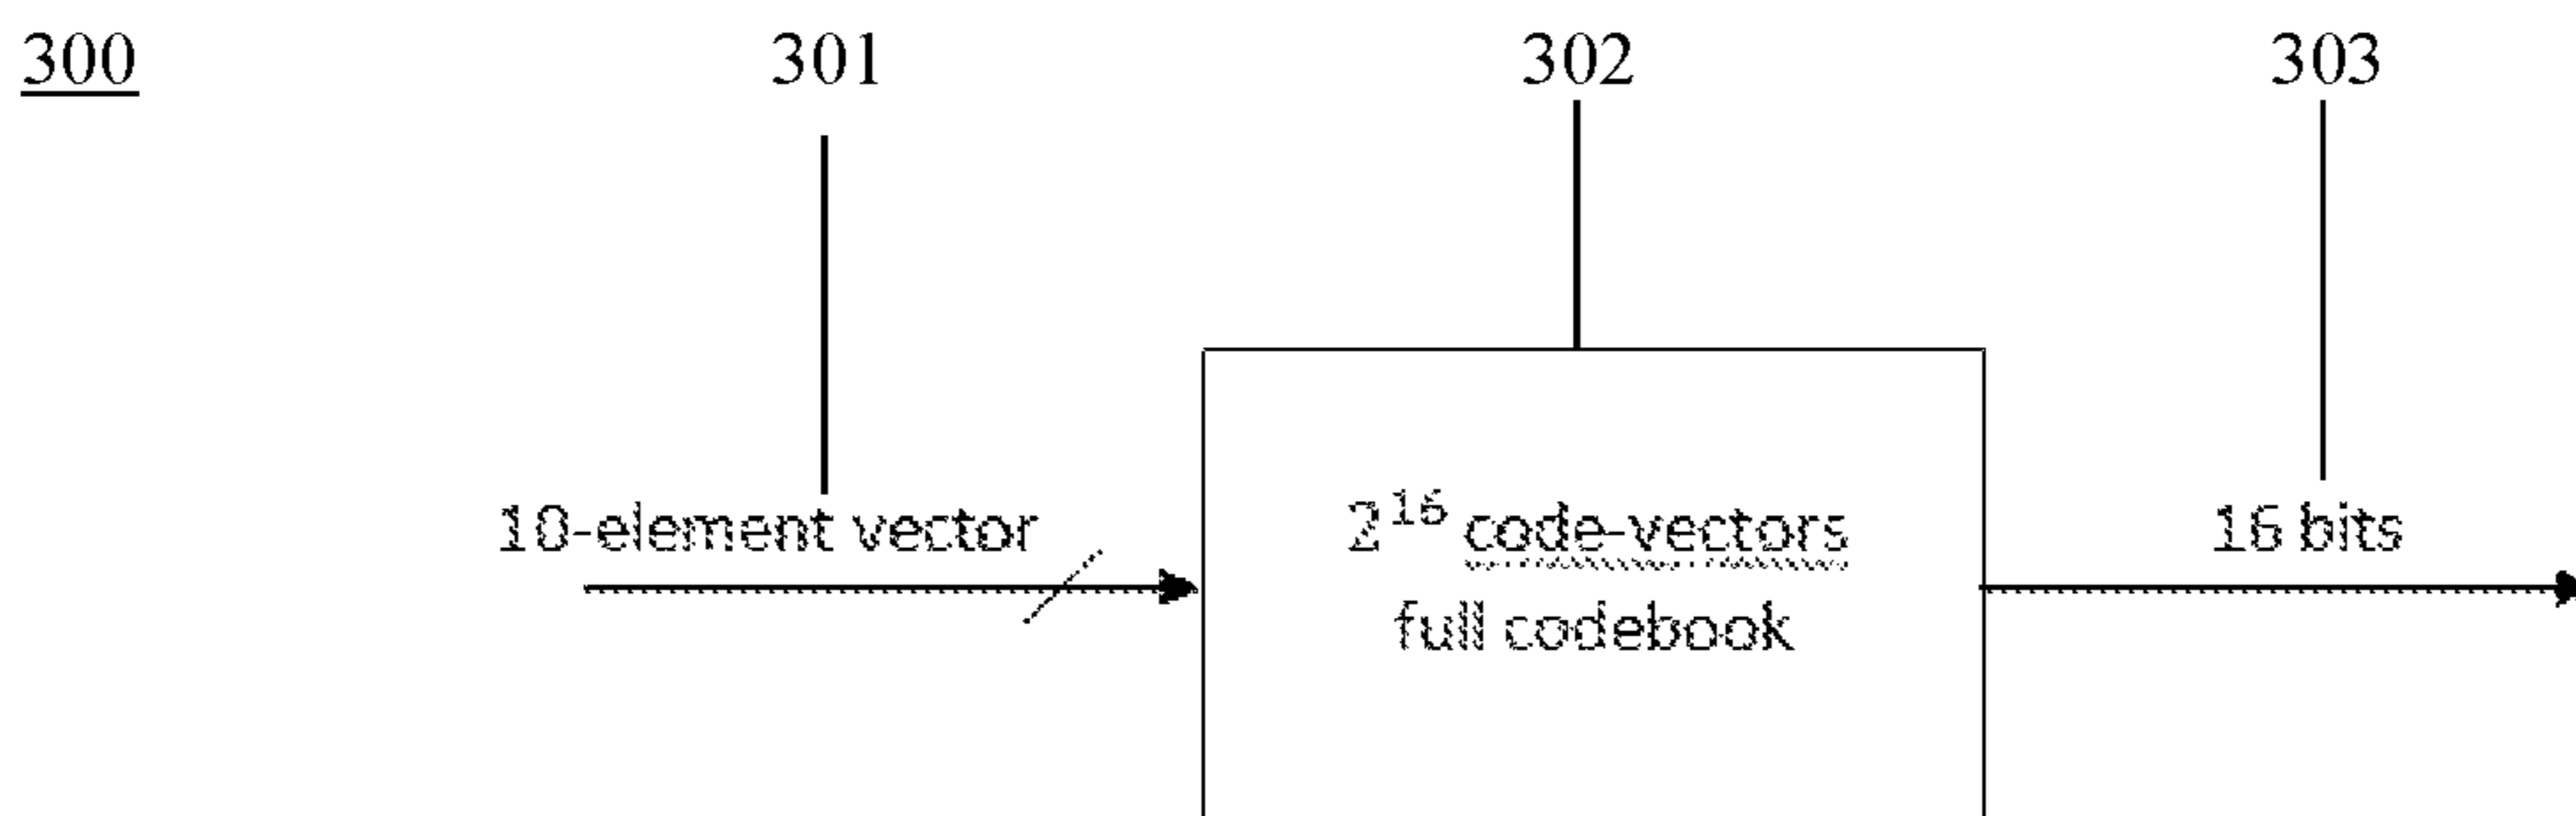 300
301
302
303
10-element vector
2¹⁶ code-vectors
full codebook
16 bits